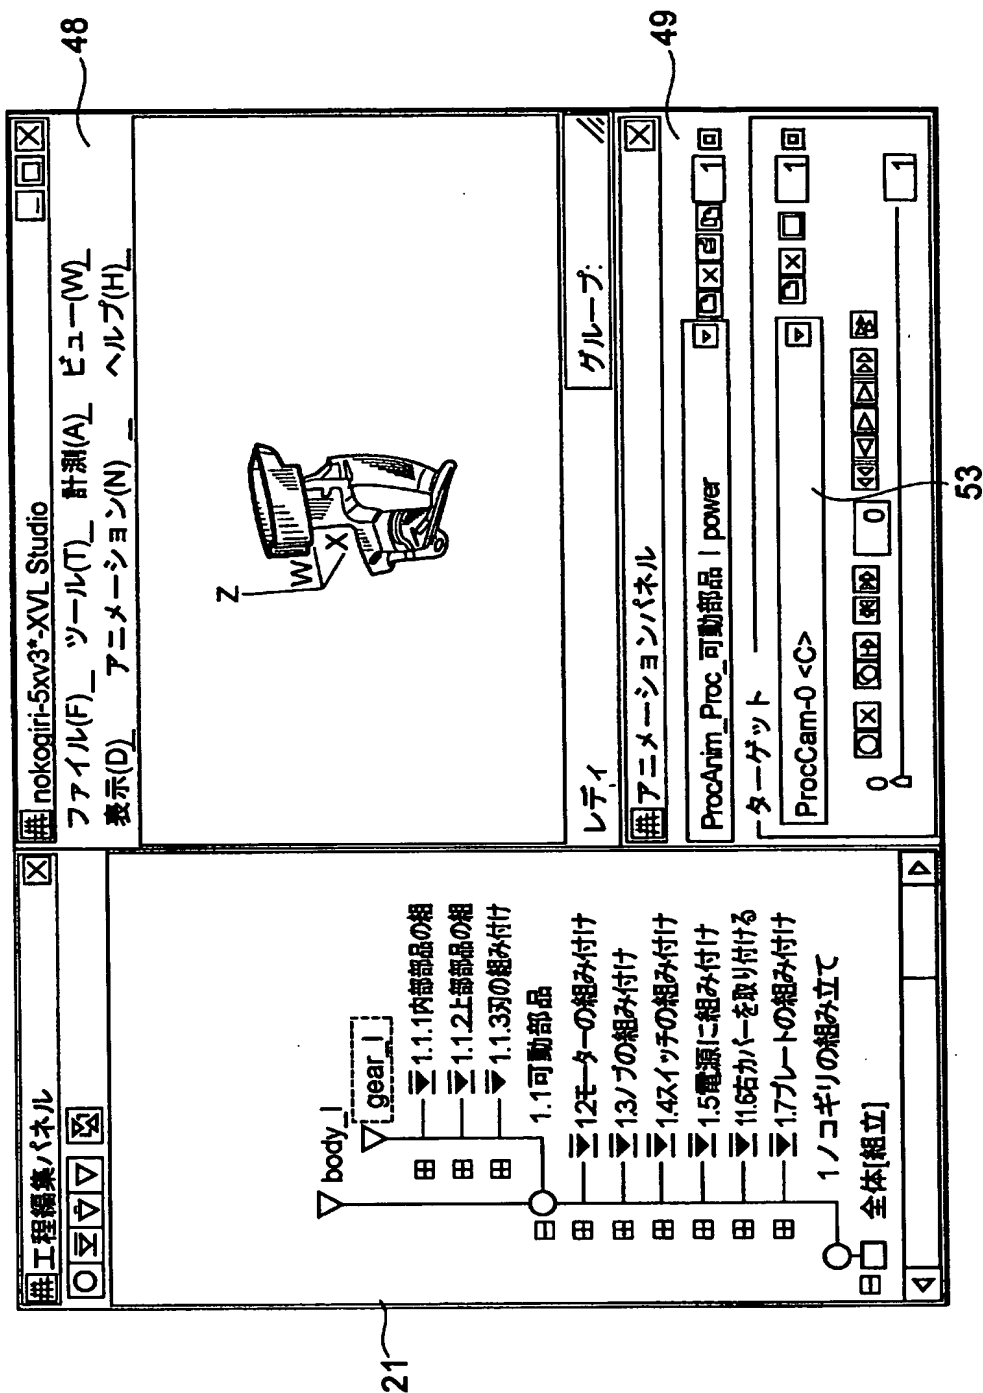 工程編集パネル
body_l
gear l
1.1.1内部部品の組
1.1.2上部部品の組
1.1.3刃の組み付け
1.1可動部品
1.2モーターの組み付け
1.3ノブの組み付け
1.4スイッチの組み付け
1.5電源に組み付け
11.6右カバーを取り付ける
1.7プレートの組み付け
1ノコギリの組み立て
全体[組立]
21
nokogiri-5xv3*-XVL Studio
ファイル(F)_ ツール(T)_ 計測(A)_ ビュー(W)_
表示(D)_ アニメーション(N)_ ヘルプ(H)_
48
Z
W
X
レディ
グループ:
アニメーションパネル
49
ProcAnim_Proc_可動部品 l power
1
ターゲット
ProcCam-0 <C>
1
0
0
1
53